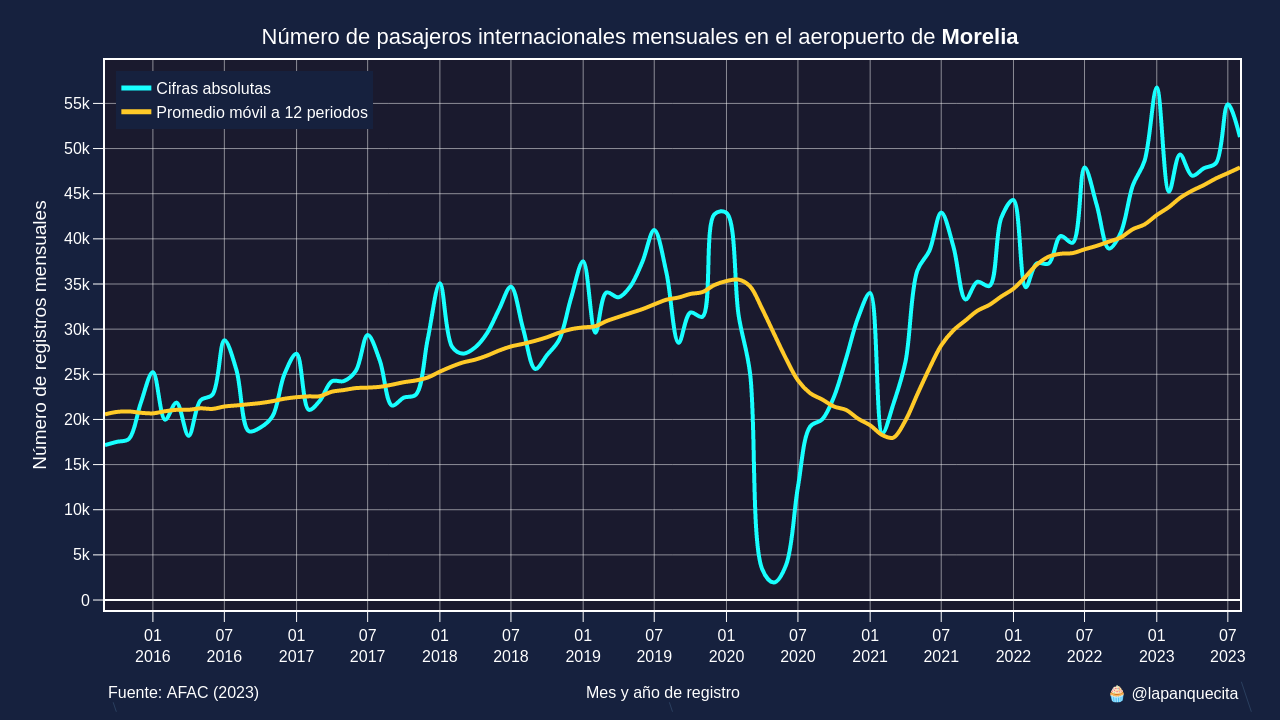 Número de pasajeros internacionales mensuales en el aeropuerto de Morelia
Cifras absolutas
Promedio móvil a 12 periodos
Número de registros mensuales
55k
50k
45k
40k
35k
30k
25k
20k
15k
10k
5k
0
01 07 01 07 01 07 01 07 01 07 01 07 01 07 01 07
2016 2016 2017 2017 2018 2018 2019 2019 2020 2020 2021 2021 2022 2022 2023 2023
Fuente: AFAC (2023) Mes y año de registro 🧁 @lapanquecita